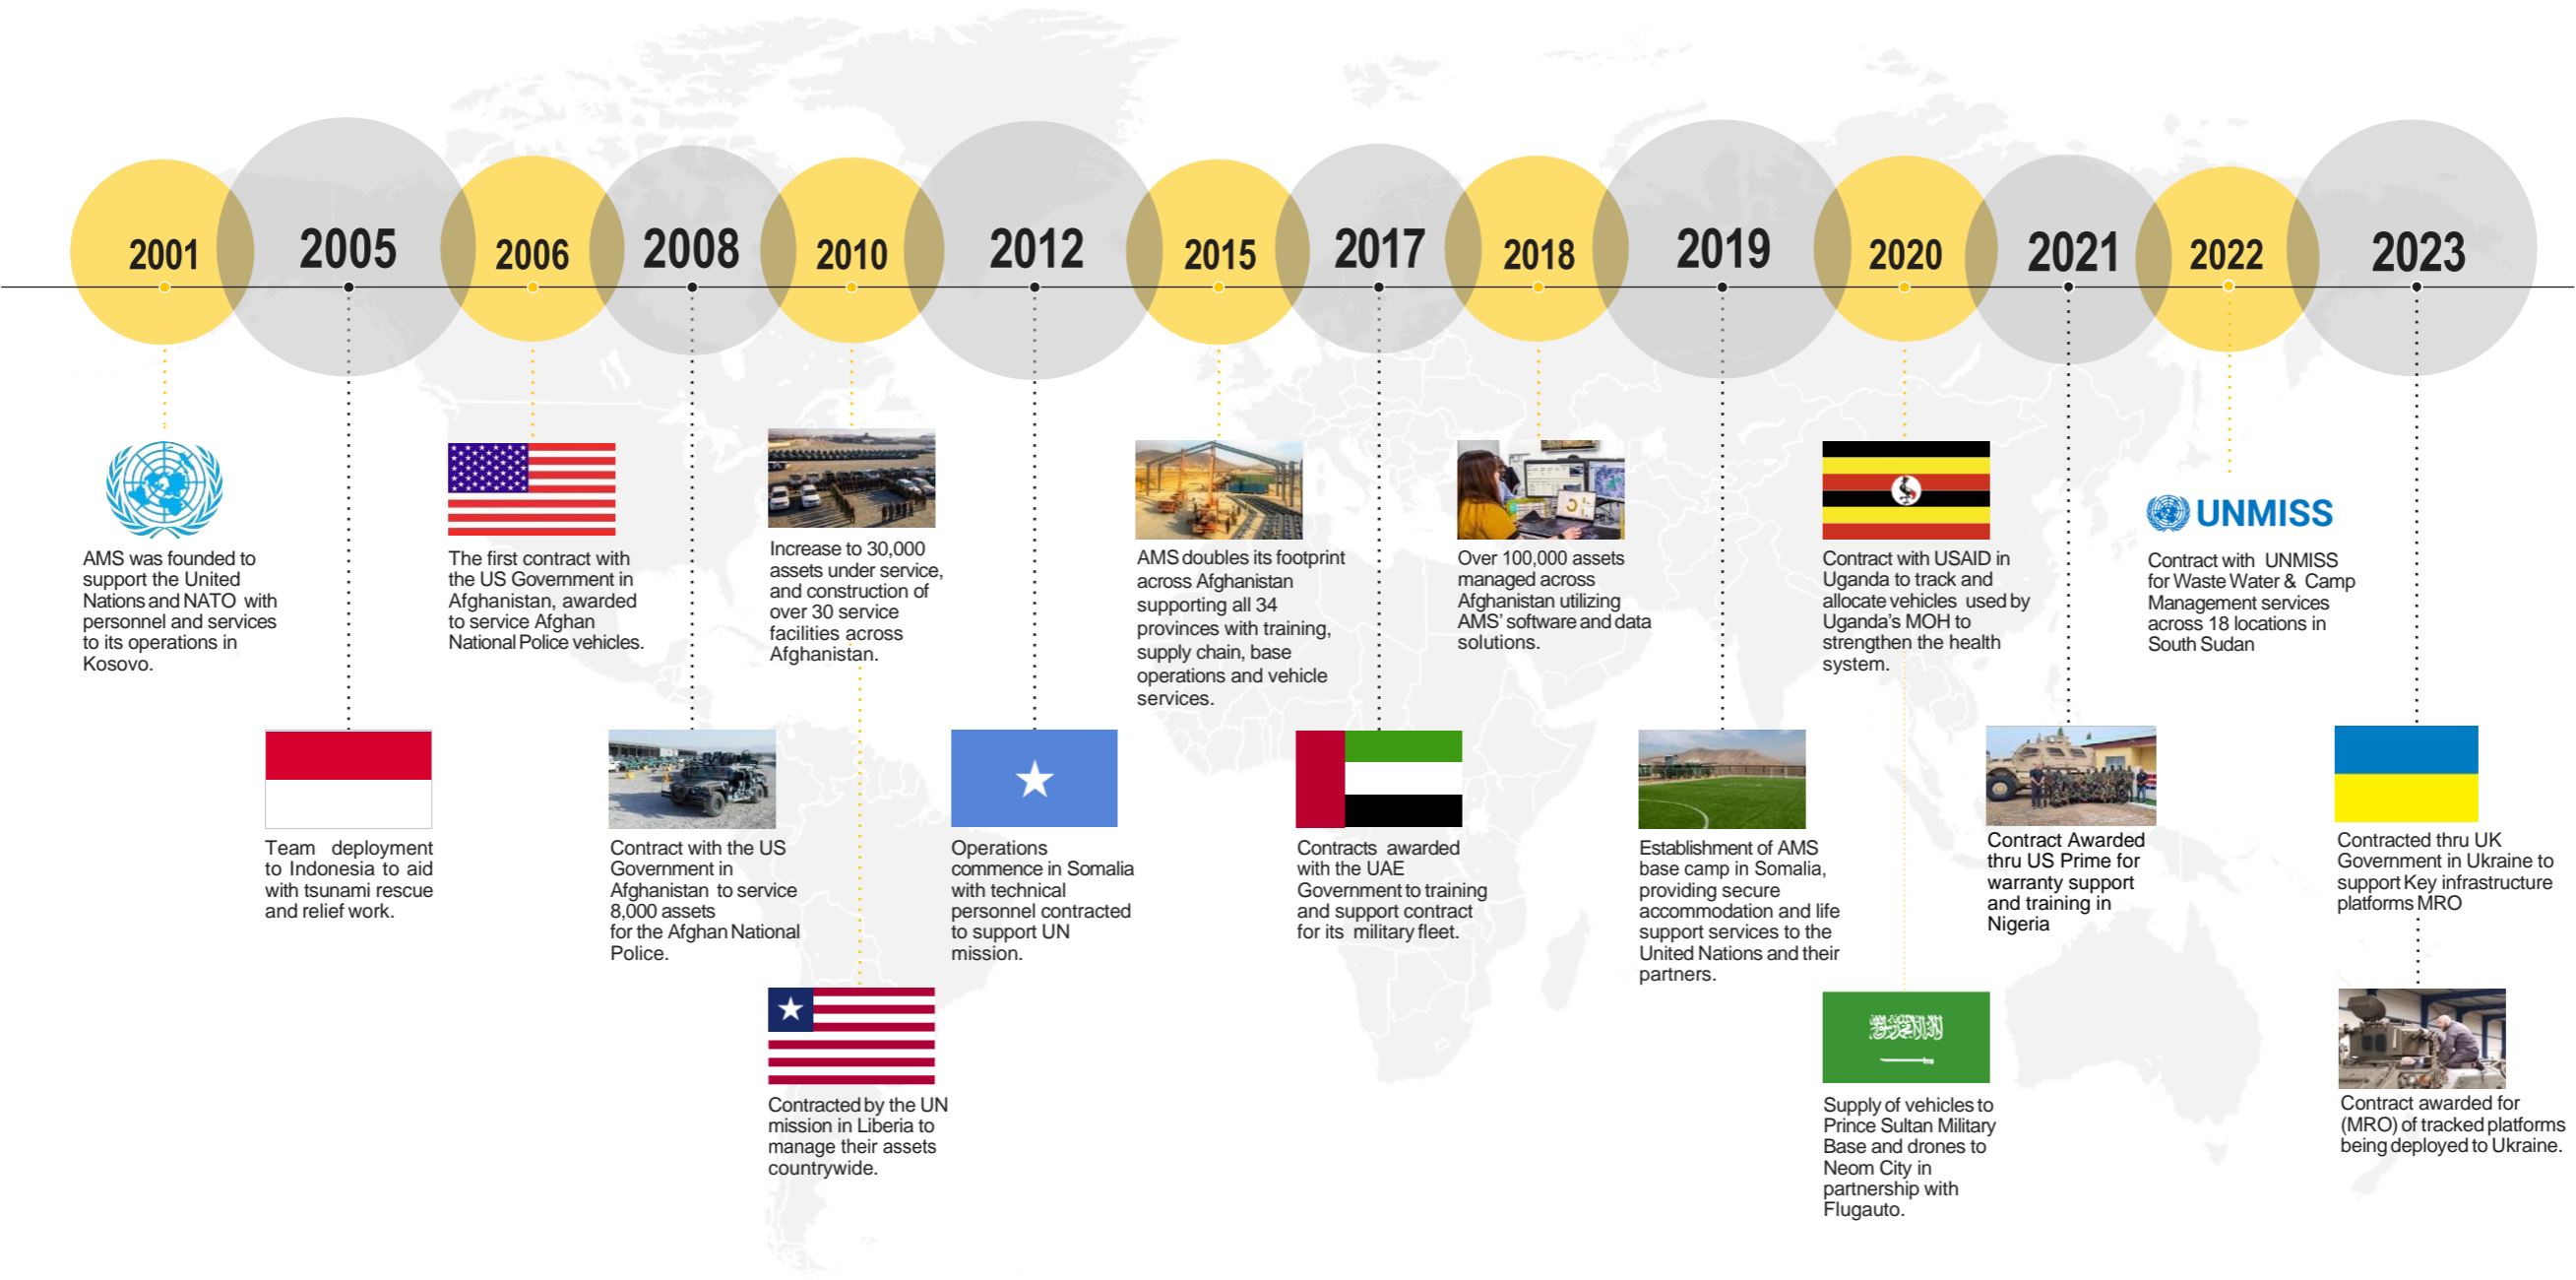 2001
2005
2006
2008
2010
2012
2015
2017
2018
2019
2020
2021
2022
2023
AMS was founded to
support the United
Nations and NATO with
personnel and services
to its operations in
Kosovo.
Team deployment
to Indonesia to aid
with tsunami rescue
and relief work.
The first contract with
the US Government in
Afghanistan, awarded
to service Afghan
National Police vehicles.
Contract with the US
Government in
Afghanistan to service
8,000 assets
for the Afghan National
Police.
Increase to 30,000
assets under service,
and construction of
over 30 service
facilities across
Afghanistan.
Contracted by the UN
mission in Liberia to
manage their assets
countrywide.
Operations
commence in Somalia
with technical
personnel contracted
to support UN
mission.
AMS doubles its footprint
across Afghanistan
supporting all 34
provinces with training,
supply chain, base
operations and vehicle
services.
Contracts awarded
with the UAE
Government to training
and support contract
for its military fleet.
Over 100,000 assets
managed across
Afghanistan utilizing
AMS' software and data
solutions.
Establishment of AMS
base camp in Somalia,
providing secure
accommodation and life
support services to the
United Nations and their
partners.
Contract with USAID in
Uganda to track and
allocate vehicles used by
Uganda's MOH to
strengthen the health
system.
Supply of vehicles to
Prince Sultan Military
Base and drones to
Neom City in
partnership with
Flugauto.
Contract Awarded
thru US Prime for
warranty support
and training in
Nigeria
UNMISS
Contract with UNMISS
for Waste Water & Camp
Management services
across 18 locations in
South Sudan
Contracted thru UK
Government in Ukraine to
support Key infrastructure
platforms MRO
Contract awarded for
(MRO) of tracked platforms
being deployed to Ukraine.